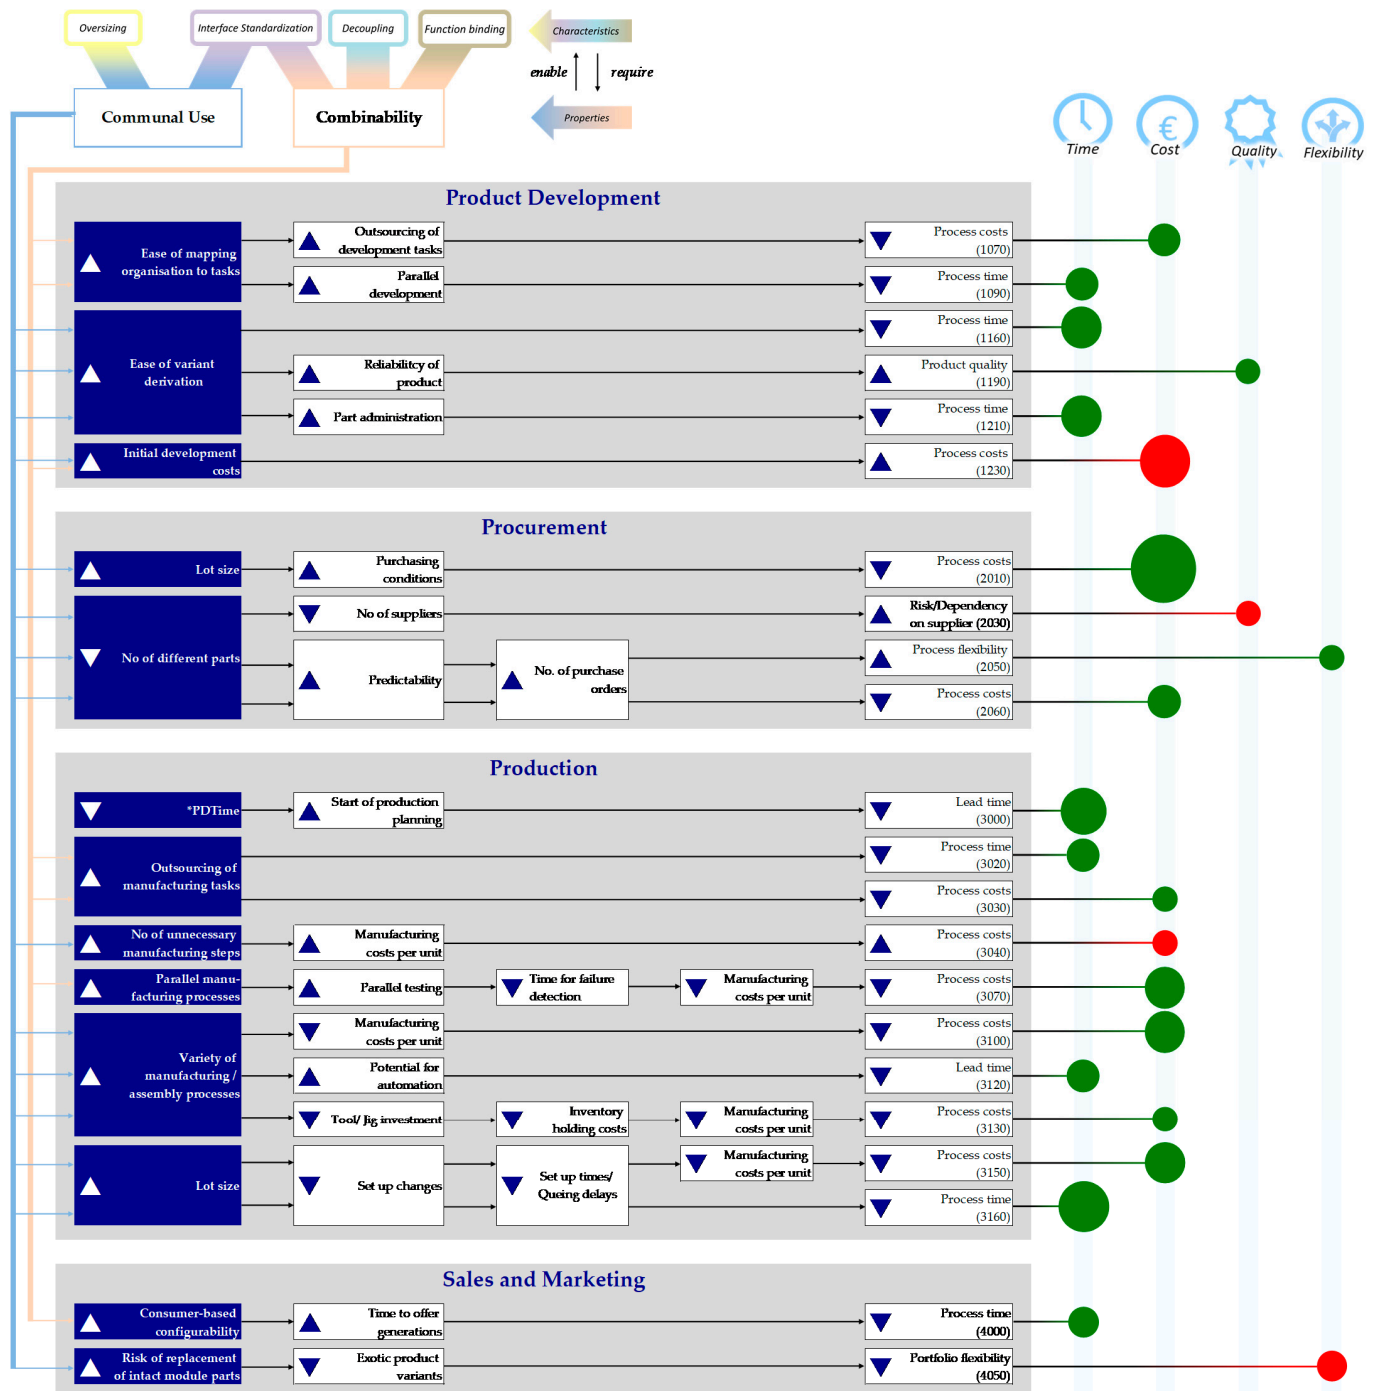 Oversizing
Interface Standardization
Decoupling
Function binding
Characteristics
enable
require
Communal Use
Combinability
Properties
Time
Cost
€
Quality
Flexibility
Product Development
Ease of mapping
organisation to tasks
Outsourcing of
development tasks
Process costs
(1070)
Parallel
development
Process time
(1090)
Ease of variant
derivation
Process time
(1160)
Reliabilitcy of
product
Product quality
(1190)
Part administration
Process time
(1210)
Initial development
costs
Process costs
(1230)
Procurement
Lot size
Purchasing
conditions
Process costs
(2010)
No of different parts
No of suppliers
Risk/Dependency
on supplier (2030)
Predictability
No. of purchase
orders
Process flexibility
(2050)
Process costs
(2060)
Production
*PDTime
Start of production
planning
Lead time
(3000)
Outsourcing of
manufacturing tasks
Process time
(3020)
Process costs
(3030)
No of unnecessary
manufacturing steps
Manufacturing
costs per unit
Process costs
(3040)
Parallel manu-
facturing processes
Parallel testing
Time for failure
detection
Manufacturing
costs per unit
Process costs
(3070)
Variety of
manufacturing /
assembly processes
Manufacturing
costs per unit
Process costs
(3100)
Potential for
automation
Lead time
(3120)
Tool/ Jig investment
Inventory
holding costs
Manufacturing
costs per unit
Process costs
(3130)
Lot size
Set up changes
Set up times/
Queing delays
Manufacturing
costs per unit
Process costs
(3150)
Process time
(3160)
Sales and Marketing
Consumer-based
configurability
Time to offer
generations
Process time
(4000)
Risk of replacement
of intact module parts
Exotic product
variants
Portfolio flexibility
(4050)